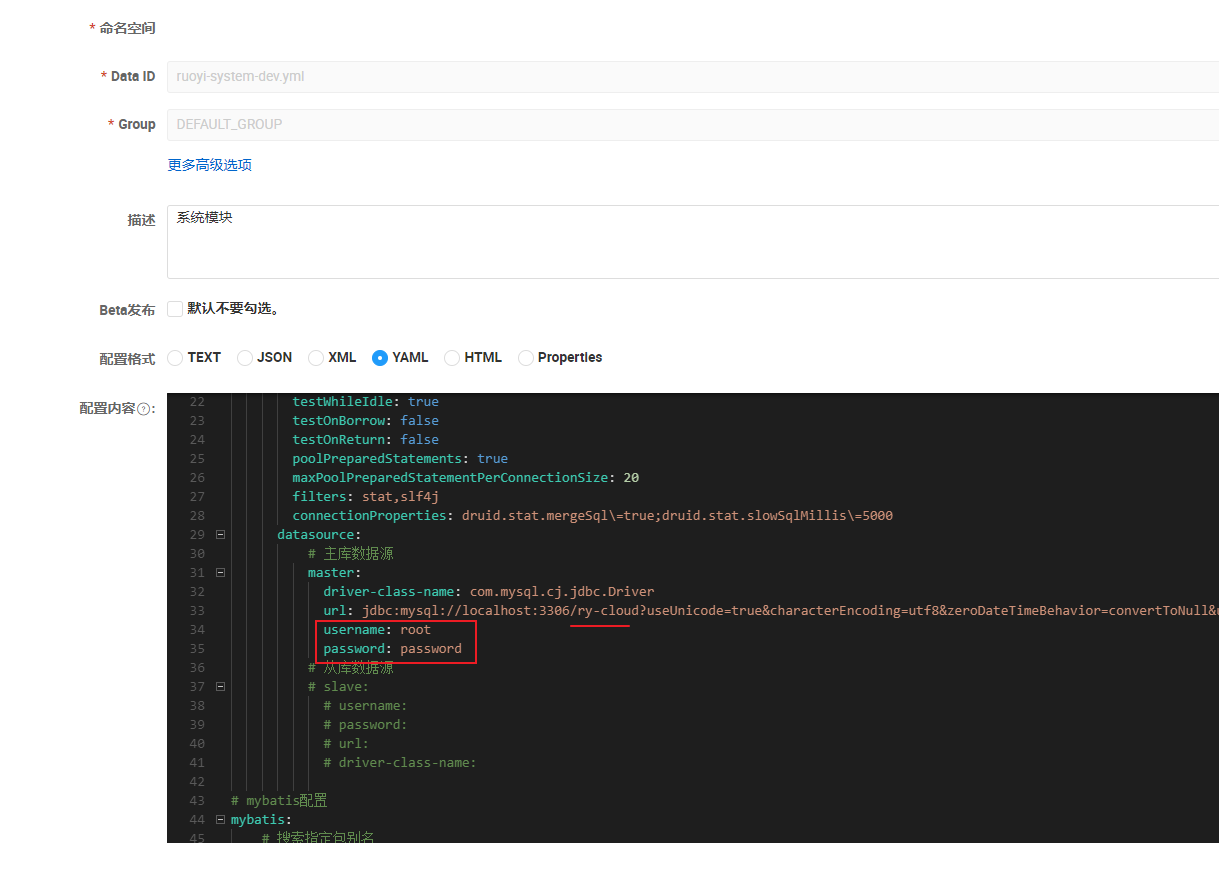 * 命名空间
* Data ID ruoyi-system-dev.yml
* Group DEFAULT_GROUP
更多高级选项
描述 系统模块
Beta发布 默认不要勾选。
配置格式 TEXT JSON XML YAML HTML Properties
配置内容?:
22 testWhileIdle: true
23 testOnBorrow: false
24 testOnReturn: false
25 poolPreparedStatements: true
26 maxPoolPreparedStatementPerConnectionSize: 20
27 filters: stat,slf4j
28 connectionProperties: druid.stat.mergeSql\=true;druid.stat.slowSqlMillis\=5000
29 datasource:
30 # 主库数据源
31 master:
32 driver-class-name: com.mysql.cj.jdbc.Driver
33 url: jdbc:mysql://localhost:3306/ry-cloud?useUnicode=true&characterEncoding=utf8&zeroDateTimeBehavior=convertToNull&
34 username: root
35 password: password
36 # 从库数据源
37 # slave:
38 # username:
39 # password:
40 # url:
41 # driver-class-name:
42
43 # mybatis配置
44 mybatis:
45 # 搜索指定包别名